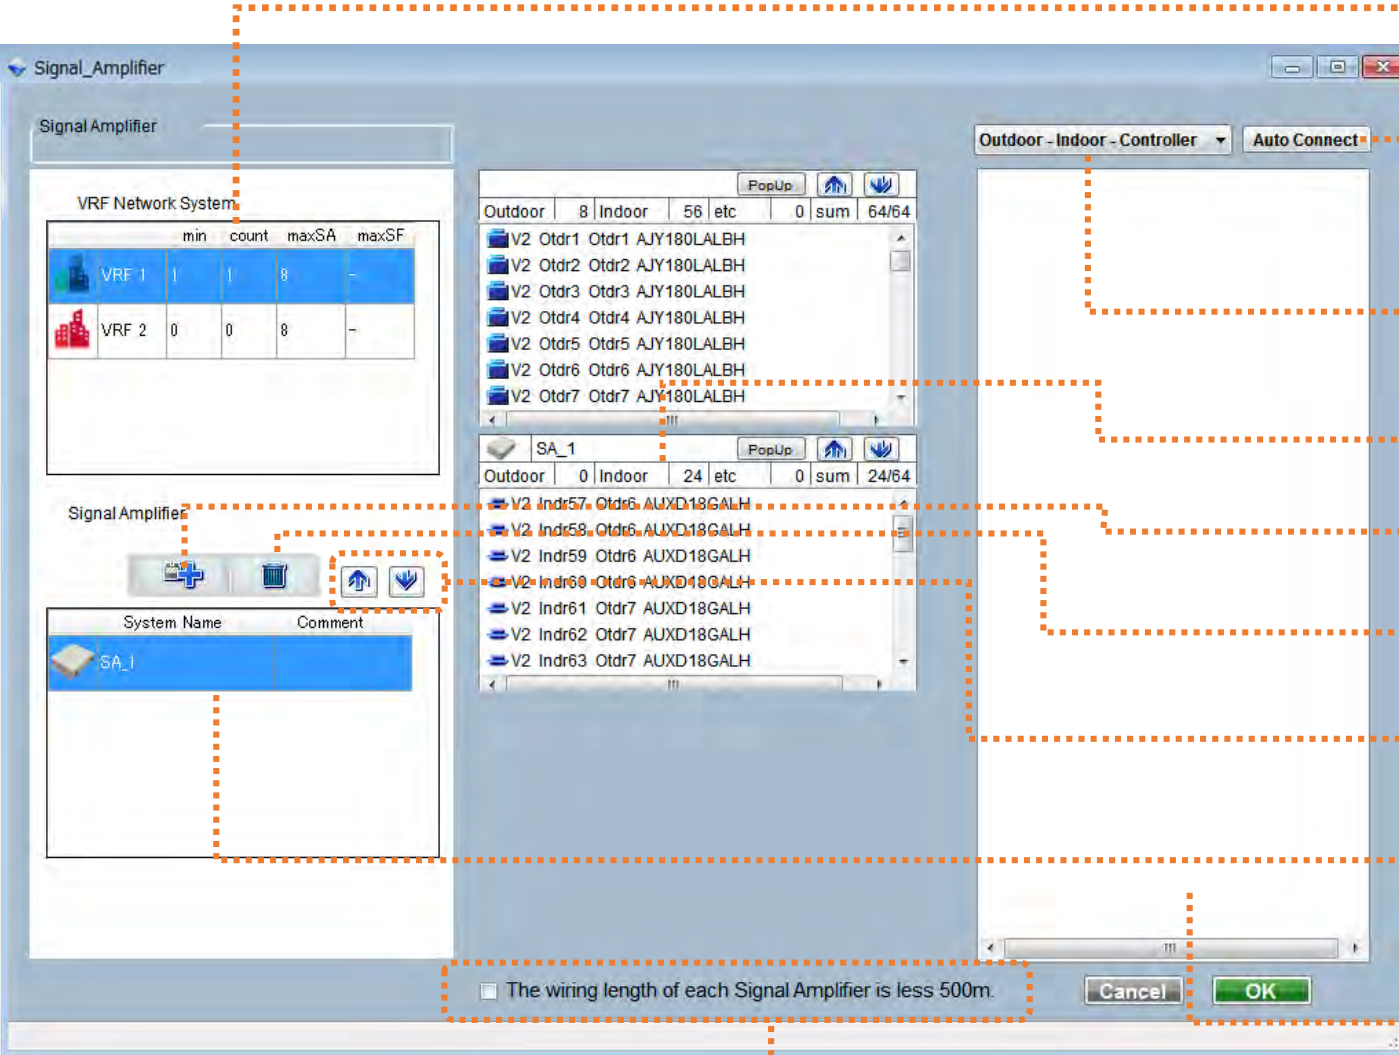 Signal_Amplifier
Signal Amplifier
VRF Network System
min count maxSA maxSF
VRF 1 1 1 8 -
VRF 2 0 0 8 -
Signal Amplifier
System Name Comment
SA_1
PopUp
Outdoor 8 Indoor 56 etc 0 sum 64/64
V2 Otdr1 Otdr1 AJY180LALBH
V2 Otdr2 Otdr2 AJY180LALBH
V2 Otdr3 Otdr3 AJY180LALBH
V2 Otdr4 Otdr4 AJY180LALBH
V2 Otdr5 Otdr5 AJY180LALBH
V2 Otdr6 Otdr6 AJY180LALBH
V2 Otdr7 Otdr7 AJY180LALBH
SA_1 PopUp
Outdoor 0 Indoor 24 etc 0 sum 24/64
V2 Indr57 Otdr6 AUXD18GALH
V2 Indr58 Otdr6 AUXD18GALH
V2 Indr59 Otdr6 AUXD18GALH
V2 Indr60 Otdr6 AUXD18GALH
V2 Indr61 Otdr7 AUXD18GALH
V2 Indr62 Otdr7 AUXD18GALH
V2 Indr63 Otdr7 AUXD18GALH
Outdoor - Indoor - Controller Auto Connect
The wiring length of each Signal Amplifier is less 500m.
Cancel OK